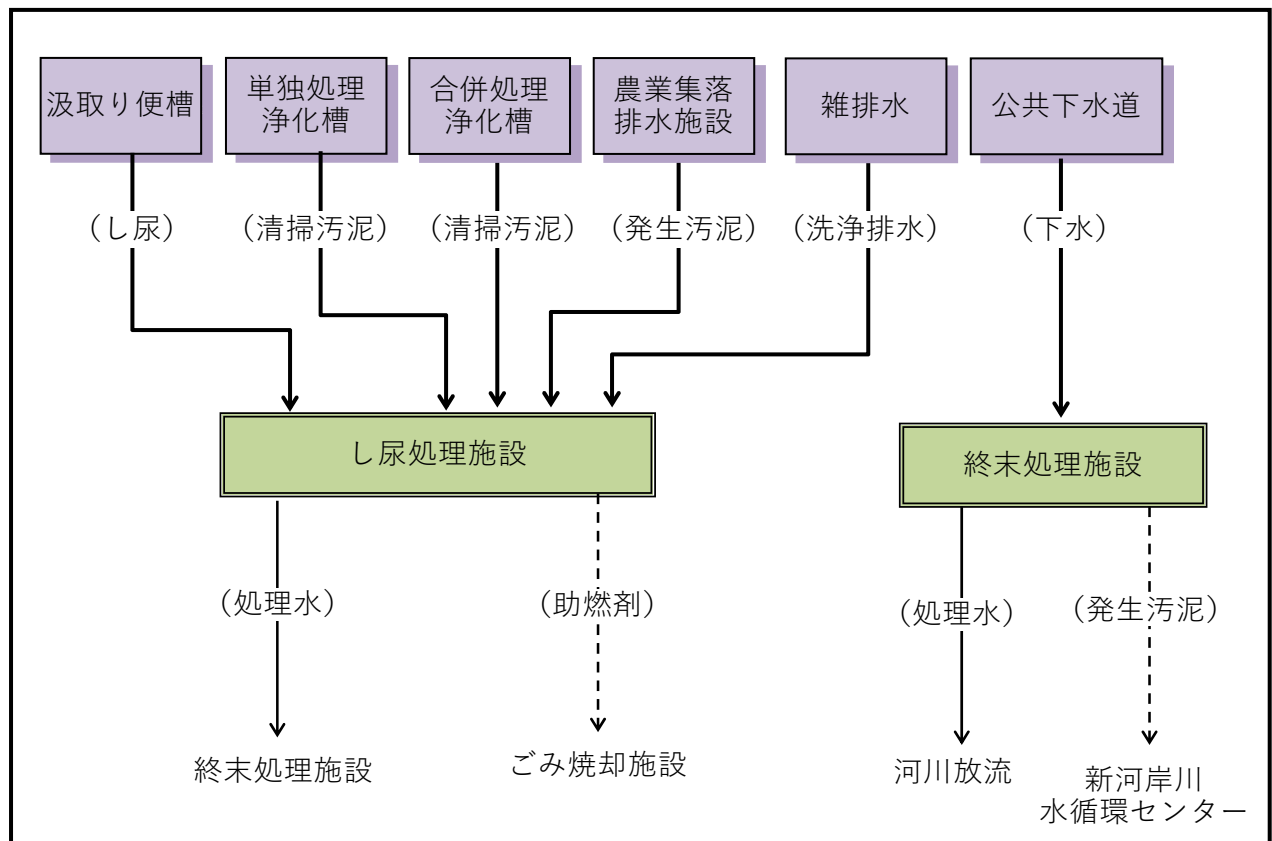 汲取り便槽
単独処理
浄化槽
合併処理
浄化槽
農業集落
排水施設
雑排水
公共下水道
（し尿）
（清掃汚泥）
（清掃汚泥）
（発生汚泥）
（洗浄排水）
（下水）
し尿処理施設
終末処理施設
（処理水）
（助燃剤）
（処理水）
（発生汚泥）
終末処理施設
ごみ焼却施設
河川放流
新河岸川
水循環センター